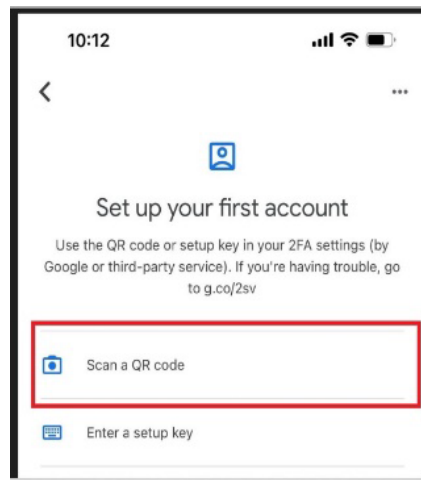 10:12
Set up your first account
Use the QR code or setup key in your 2FA settings (by
Google or third-party service). If you're having trouble, go
to g.co/2sv
Scan a QR code
Enter a setup key